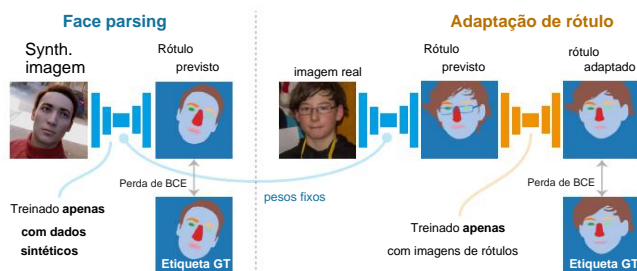 Face parsing
Synth.
imagem
Rótulo
previsto
Perda de BCE
Treinado apenas
com dados
sintéticos
Etiqueta GT
pesos fixos
Adaptação de rótulo
imagem real
Rótulo
previsto
rótulo
adaptado
Perda de BCE
Treinado apenas
com imagens de rótulos
Etiqueta GT